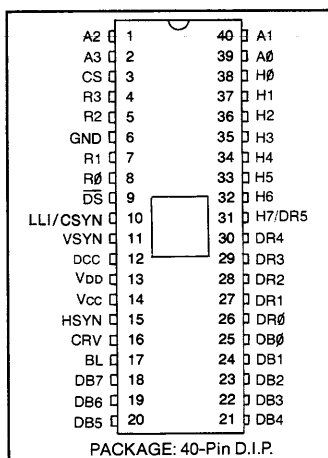 A2 1 40 A1
A3 2 39 AØ
CS 3 38 HØ
R3 4 37 H1
R2 5 36 H2
GND 6 35 H3
R1 7 34 H4
RØ 8 33 H5
D̅S̅ 9 32 H6
LLI/CSYN 10 31 H7/DR5
VSYN 11 30 DR4
DCC 12 29 DR3
VDD 13 28 DR2
VCC 14 27 DR1
HSYN 15 26 DRØ
CRV 16 25 DBØ
BL 17 24 DB1
DB7 18 23 DB2
DB6 19 22 DB3
DB5 20 21 DB4
PACKAGE: 40-Pin D.I.P.